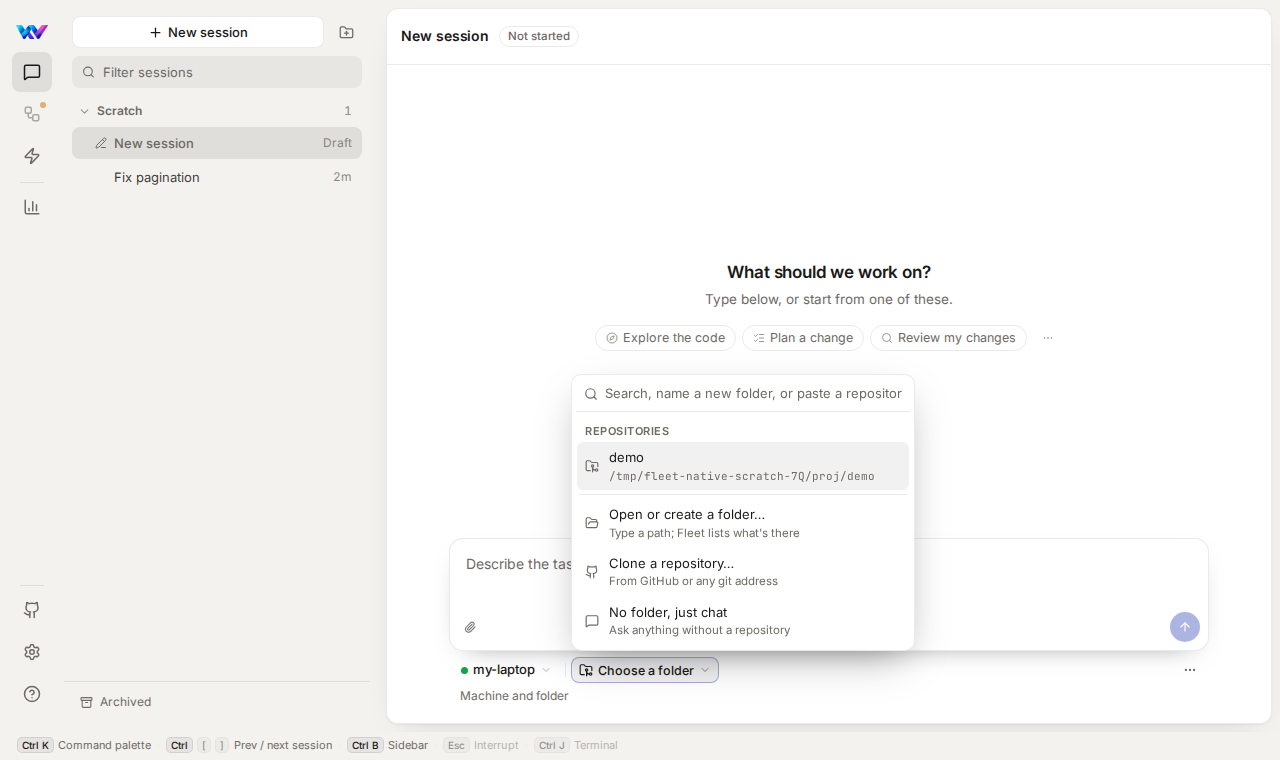 New session
Filter sessions
Scratch 1
New session Draft
Fix pagination 2m
Archived
New session Not started
What should we work on?
Type below, or start from one of these.
Explore the code Plan a change Review my changes
Search, name a new folder, or paste a repositor
REPOSITORIES
demo
/tmp/fleet-native-scratch-7Q/proj/demo
Open or create a folder...
Type a path; Fleet lists what's there
Clone a repository...
From GitHub or any git address
No folder, just chat
Ask anything without a repository
Describe the tas
my-laptop Choose a folder
Machine and folder
Ctrl K Command palette Ctrl [ ] Prev / next session Ctrl B Sidebar Esc Interrupt Ctrl J Terminal